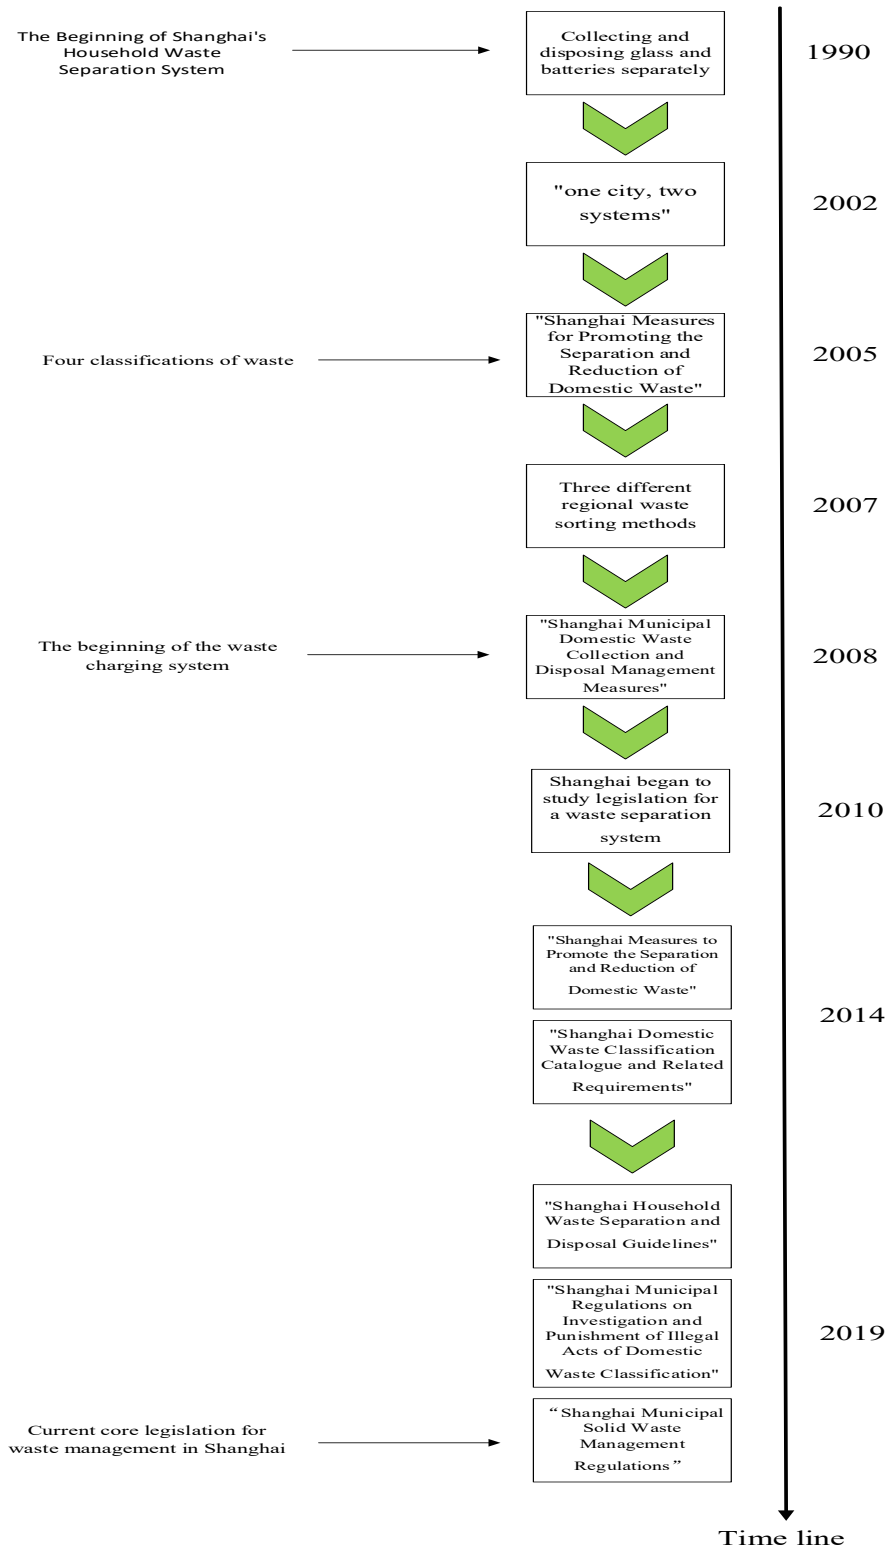 The Beginning of Shanghai's
Household Waste
Separation System
Collecting and
disposing glass and
batteries separately
1990
"one city, two
systems"
2002
Four classifications of waste
"Shanghai Measures
for Promoting the
Separation and
Reduction of
Domestic Waste"
2005
Three different
regional waste
sorting methods
2007
The beginning of the waste
charging system
"Shanghai Municipal
Domestic Waste
Collection and
Disposal Management
Measures"
2008
Shanghai began to
study legislation for
a waste separation
system
2010
"Shanghai Measures to
Promote the Separation
and Reduction of
Domestic Waste"
"Shanghai Domestic
Waste Classification
Catalogue and Related
Requirements"
2014
"Shanghai Household
Waste Separation and
Disposal Guidelines"
"Shanghai Municipal
Regulations on
Investigation and
Punishment of Illegal
Acts of Domestic
Waste Classification"
2019
Current core legislation for
waste management in Shanghai
“Shanghai Municipal
Solid Waste
Management
Regulations”
Time line